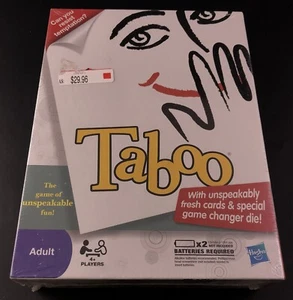 Can you
resist
temptation?
$29.96
Taboo
The
game of
unspeakable
fun!
With unspeakably
fresh cards & special
game changer die!
Adult
4+
PLAYERS
x2
BATTERIES REQUIRED
Hasbro